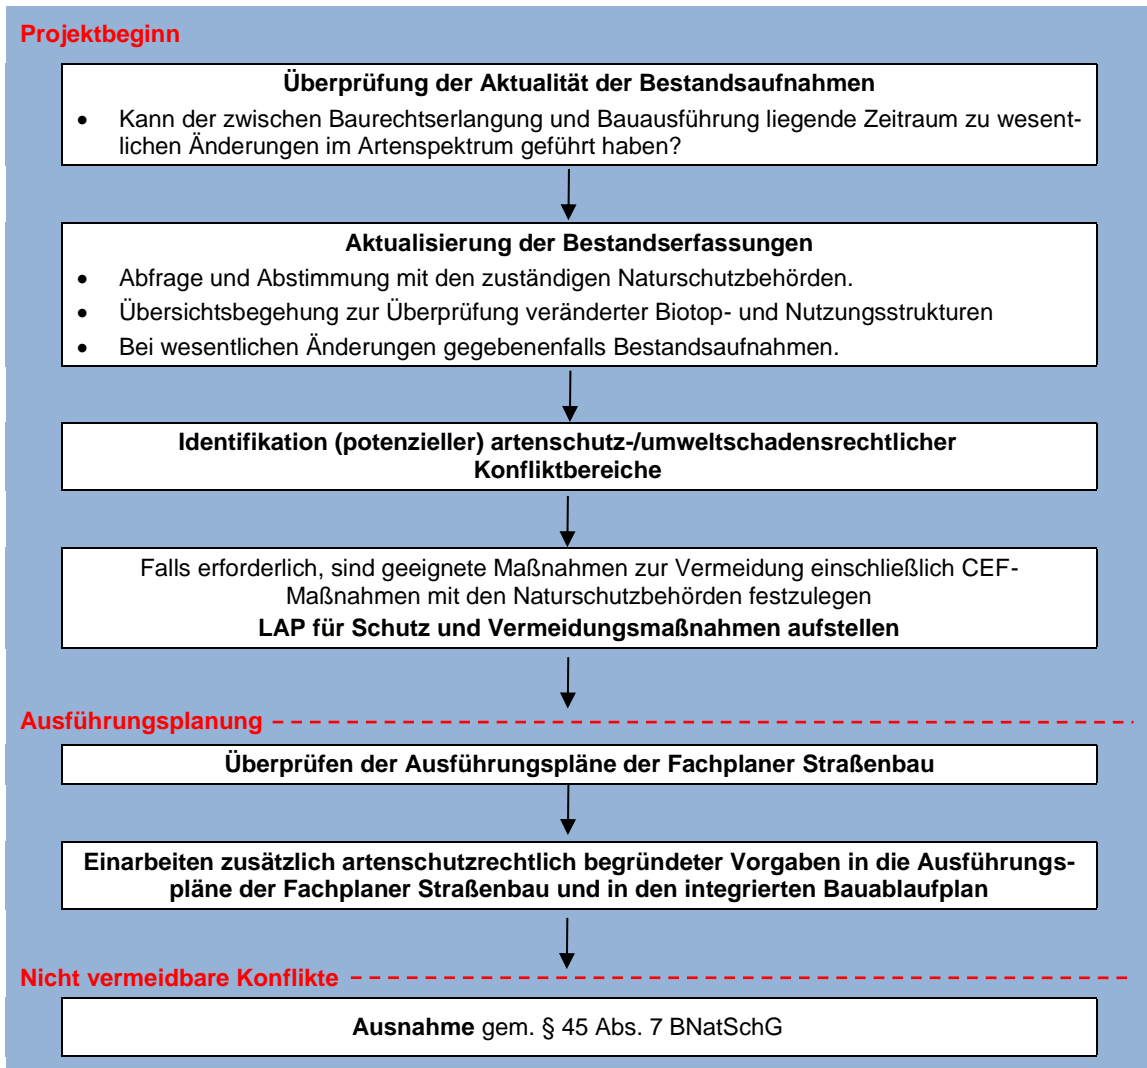 Projektbeginn
Überprüfung der Aktualität der Bestandsaufnahmen
• Kann der zwischen Baurechtserlangung und Bauausführung liegende Zeitraum zu wesent-
lichen Änderungen im Artenspektrum geführt haben?
Aktualisierung der Bestandserfassungen
• Abfrage und Abstimmung mit den zuständigen Naturschutzbehörden.
• Übersichtsbegehung zur Überprüfung veränderter Biotop- und Nutzungsstrukturen
• Bei wesentlichen Änderungen gegebenenfalls Bestandsaufnahmen.
Identifikation (potenzieller) artenschutz-/umweltschadensrechtlicher
Konfliktbereiche
Falls erforderlich, sind geeignete Maßnahmen zur Vermeidung einschließlich CEF-
Maßnahmen mit den Naturschutzbehörden festzulegen
LAP für Schutz und Vermeidungsmaßnahmen aufstellen
Ausführungsplanung
Überprüfen der Ausführungspläne der Fachplaner Straßenbau
Einarbeiten zusätzlich artenschutzrechtlich begründeter Vorgaben in die Ausführungs-
pläne der Fachplaner Straßenbau und in den integrierten Bauablaufplan
Nicht vermeidbare Konflikte
Ausnahme gem. § 45 Abs. 7 BNatSchG